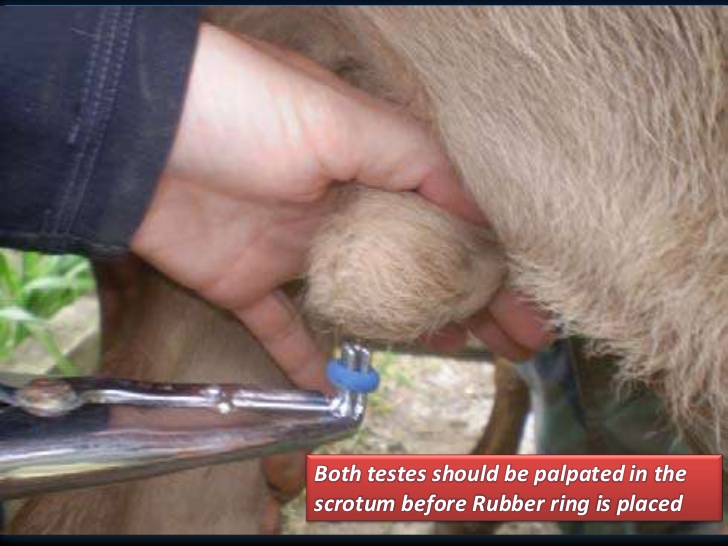 Both testes should be palpated in the
scrotum before Rubber ring is placed